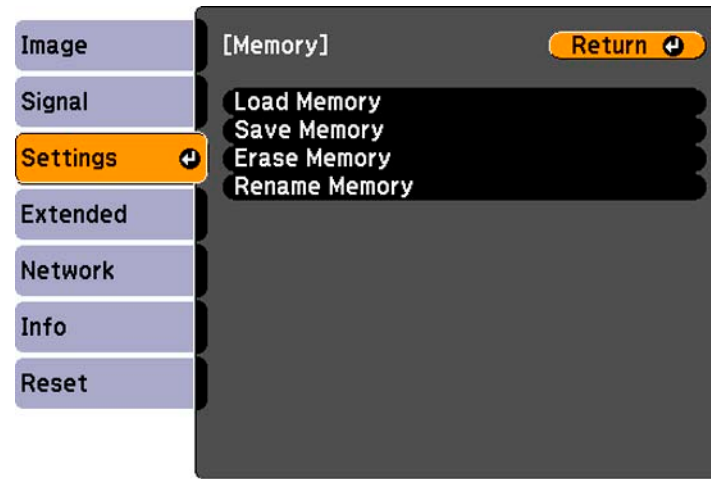 Image
Signal
Settings
Extended
Network
Info
Reset
[Memory]
Return
Load Memory
Save Memory
Erase Memory
Rename Memory